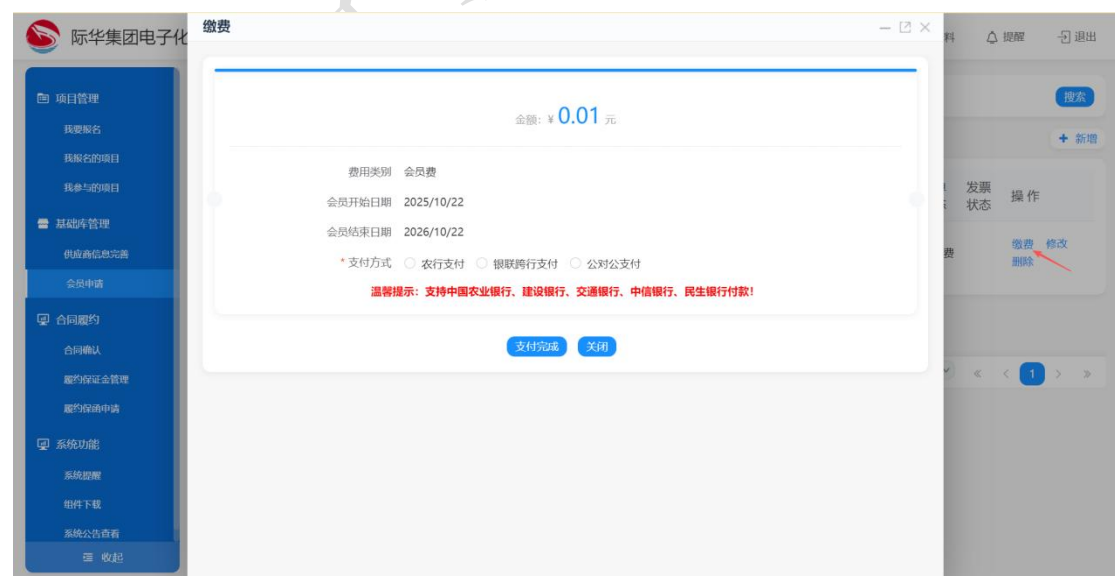 际华集团电子化
缴费
料
提醒
退出
项目管理
我要报名
我报名的项目
我参与的项目
基础库管理
供应商信息完善
会员申请
合同履约
合同确认
履约保证金管理
履约保函申请
系统功能
系统提醒
组件下载
系统公告查看
收起
金额: ¥ 0.01 元
费用类别 会员费
会员开始日期 2025/10/22
会员结束日期 2026/10/22
* 支付方式 农行支付 银联跨行支付 公对公支付
温馨提示：支持中国农业银行、建设银行、交通银行、中信银行、民生银行付款！
支付完成 关闭
搜索
+ 新增
发票
状态
操作
费
缴费 修改
删除
« < 1 > »